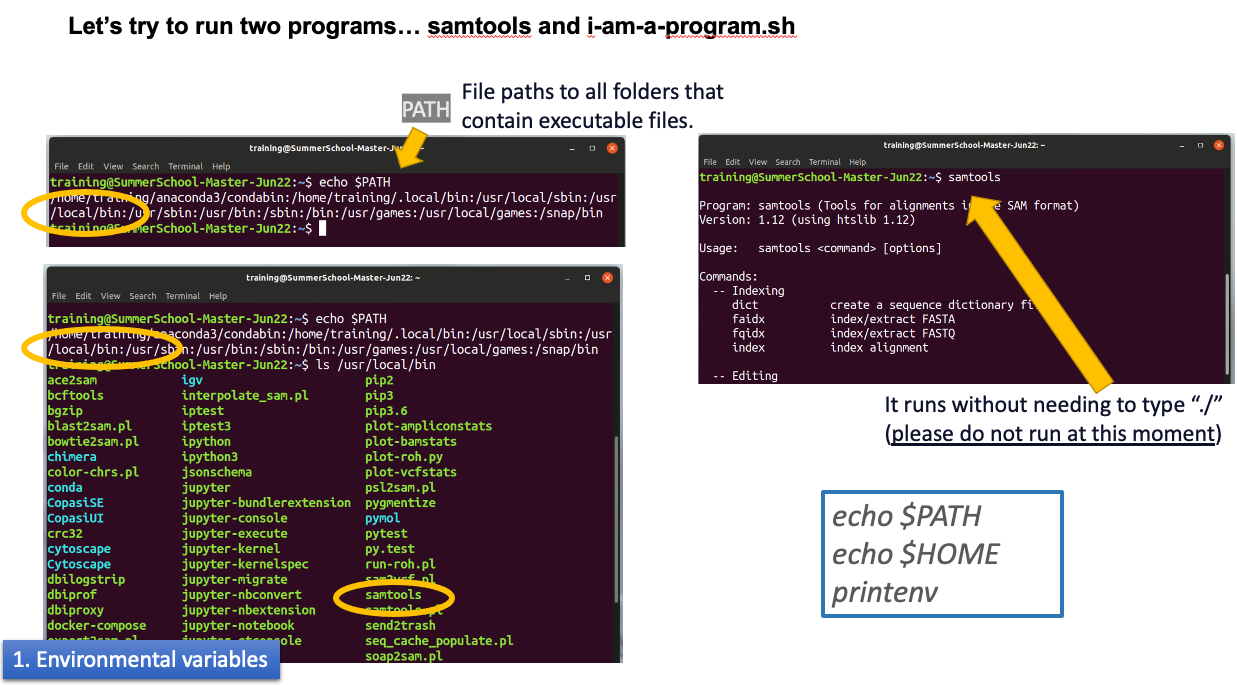 Let’s try to run two programs… samtools and i-am-a-program.sh
PATH
File paths to all folders that
contain executable files.
training@SummerSchool-Master-Jun22: ~
File Edit View Search Terminal Help
training@SummerSchool-Master-Jun22:~$ echo $PATH
/home/training/anaconda3/condabin:/home/training/.local/bin:/usr/local/sbin:/usr
/local/bin:/usr/sbin:/usr/bin:/sbin:/bin:/usr/games:/usr/local/games:/snap/bin
training@SummerSchool-Master-Jun22:~$
training@SummerSchool-Master-Jun22: ~
File Edit View Search Terminal Help
training@SummerSchool-Master-Jun22:~$ echo $PATH
/home/training/anaconda3/condabin:/home/training/.local/bin:/usr/local/sbin:/usr
/local/bin:/usr/sbin:/usr/bin:/sbin:/bin:/usr/games:/usr/local/games:/snap/bin
training@SummerSchool-Master-Jun22:~$ ls /usr/local/bin
ace2sam igv pip2
bcftools interpolate_sam.pl pip3
bgzip iptest pip3.6
blast2sam.pl iptest3 plot-ampliconstats
bowtie2sam.pl ipython plot-bamstats
chimera ipython3 plot-roh.py
color-chrs.pl jsonschema plot-vcfstats
conda jupyter psl2sam.pl
CopasiSE jupyter-bundlerextension pygmentize
CopasiUI jupyter-console pymol
crc32 jupyter-execute pytest
cytoscape jupyter-kernel py.test
Cytoscape jupyter-kernelspec run-roh.pl
dbilogstrip jupyter-migrate sam2vcf.pl
dbiprof jupyter-nbconvert samtools
dbiproxy jupyter-nbextension samtools.pl
docker-compose jupyter-notebook send2trash
export2sam.pl jupyter-qtconsole seq_cache_populate.pl
soap2sam.pl
training@SummerSchool-Master-Jun22: ~
File Edit View Search Terminal Help
training@SummerSchool-Master-Jun22:~$ samtools
Program: samtools (Tools for alignments in the SAM format)
Version: 1.12 (using htslib 1.12)
Usage: samtools <command> [options]
Commands:
-- Indexing
dict create a sequence dictionary fi
faidx index/extract FASTA
fqidx index/extract FASTQ
index index alignment
-- Editing
It runs without needing to type “./”
(please do not run at this moment)
echo $PATH
echo $HOME
printenv
1. Environmental variables